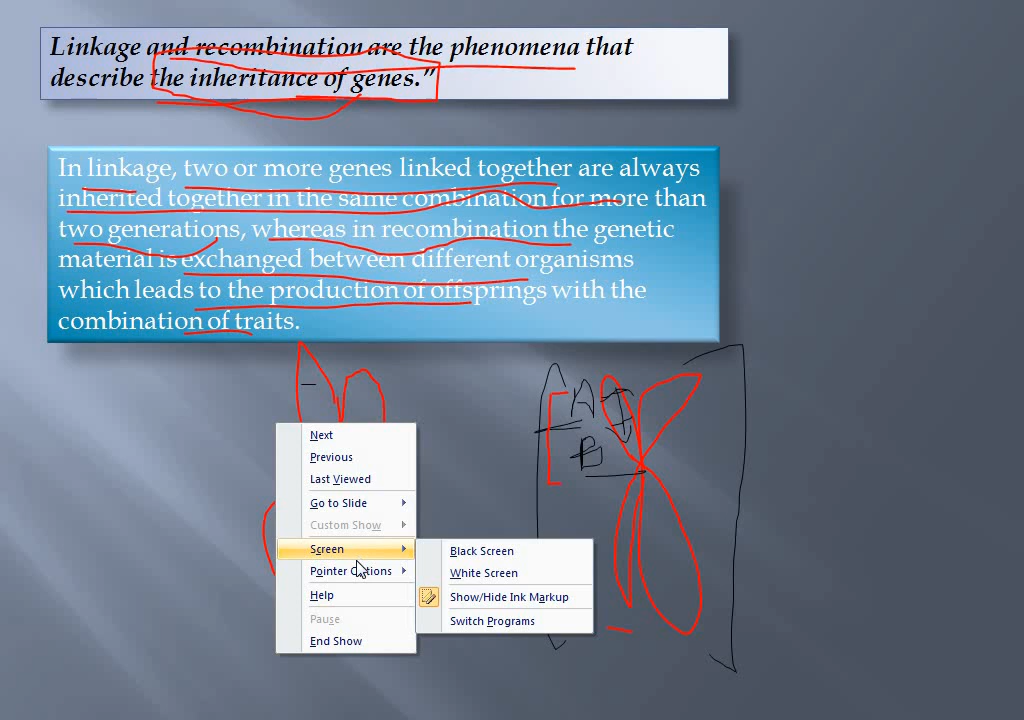 Linkage and recombination are the phenomena that
describe the inheritance of genes.”
In linkage, two or more genes linked together are always
inherited together in the same combination for more than
two generations, whereas in recombination the genetic
material is exchanged between different organisms
which leads to the production of offsprings with the
combination of traits.
A
B
Next
Previous
Last Viewed
Go to Slide
Custom Show
Screen
Pointer Options
Help
Pause
End Show
Black Screen
White Screen
Show/Hide Ink Markup
Switch Programs